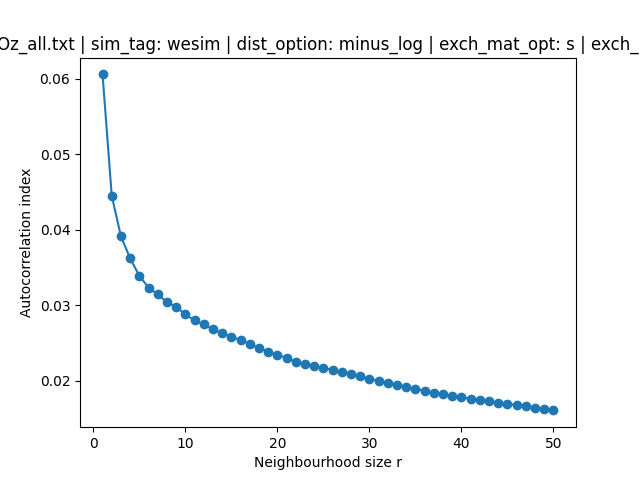 Oz_all.txt | sim_tag: wesim | dist_option: minus_log | exch_mat_opt: s | exch_
0.06
0.05
0.04
0.03
0.02
Autocorrelation index
0 10 20 30 40 50
Neighbourhood size r